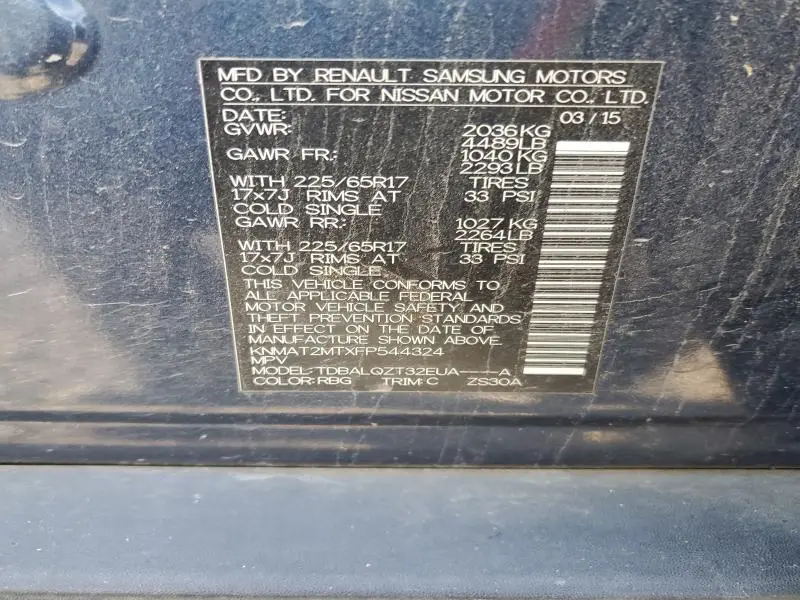 MFD BY RENAULT SAMSUNG MOTORS
CO., LTD. FOR NISSAN MOTOR CO., LTD.
DATE: 03 / 15
GVWR: 2036 KG
4489LB
GAWR FR: 1040 KG
2293 LB
WITH 225/65R17 TIRES
17x7J RIMS AT 33 PSI
COLD SINGLE
GAWR RR: 1027 KG
2264LB
WITH 225/65R17 TIRES
17x7J RIMS AT 33 PSI
COLD SINGLE
THIS VEHICLE CONFORMS TO
ALL APPLICABLE FEDERAL
MOTOR VEHICLE SAFETY AND
THEFT PREVENTION STANDARDS
IN EFFECT ON THE DATE OF
MANUFACTURE SHOWN ABOVE.
KNMAT2MTXFP544324
MPV
MODEL:TDBALQZT32EUA----A
COLOR:RBG TRIM:C ZS30A